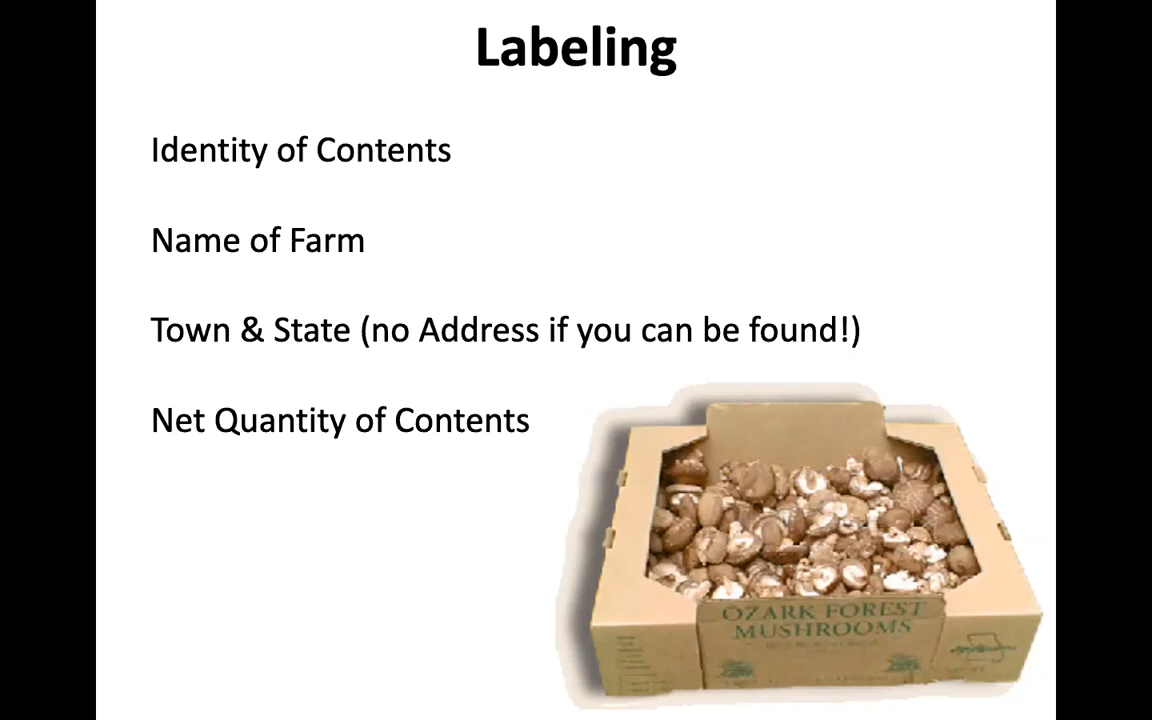 Labeling
Identity of Contents
Name of Farm
Town & State (no Address if you can be found!)
Net Quantity of Contents
OZARK FOREST
MUSHROOMS